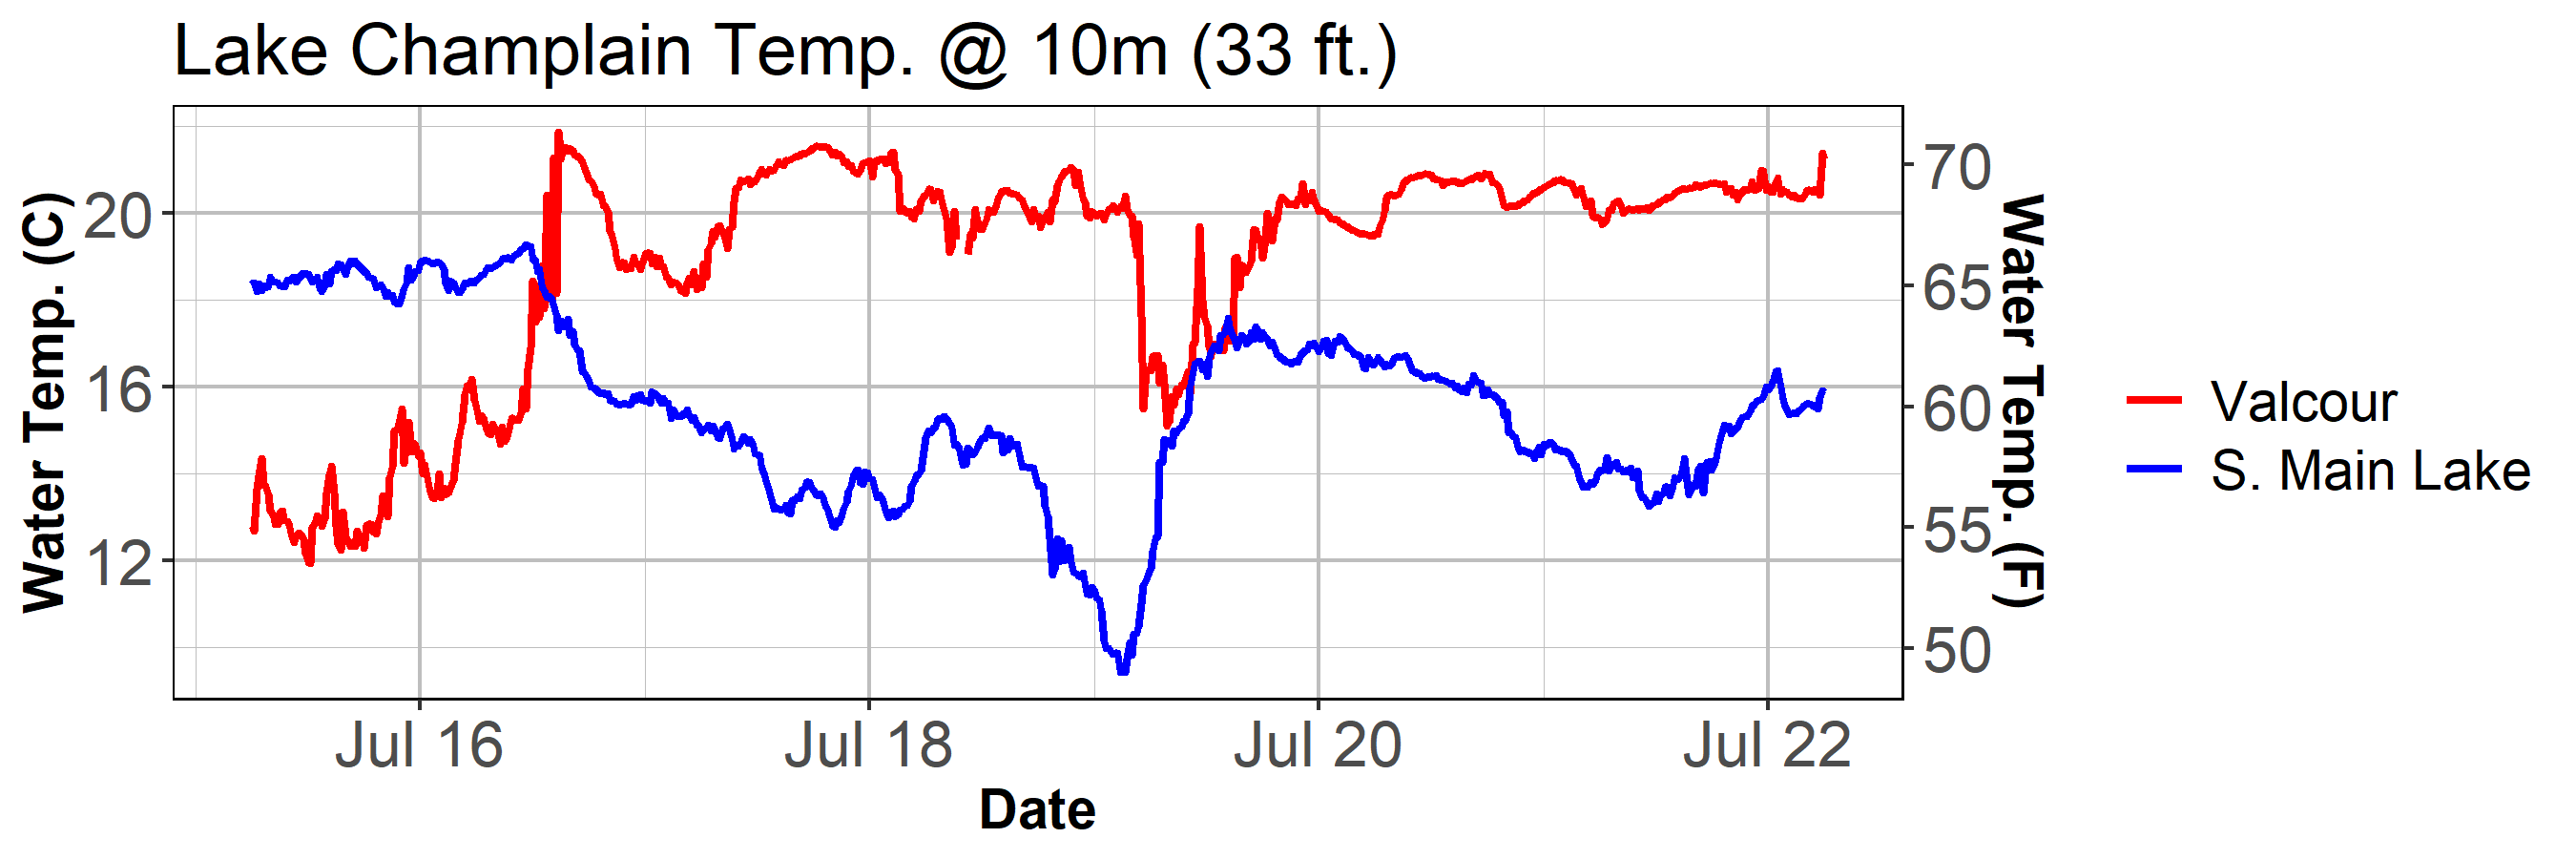 Lake Champlain Temp. @ 10m (33 ft.)
Water Temp. (C)
20
16
12
70
65
60
55
50
Water Temp. (F)
Jul 16
Jul 18
Jul 20
Jul 22
Date
Valcour
S. Main Lake